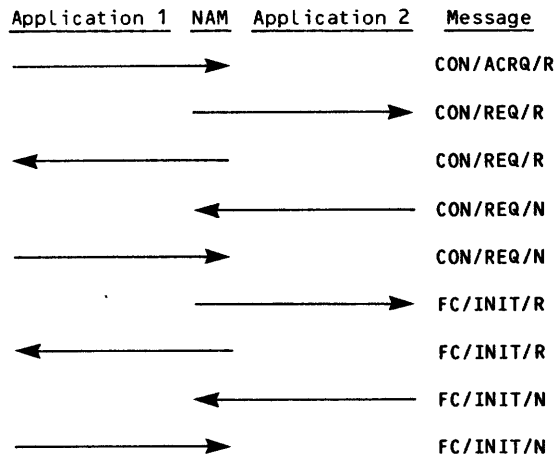 Application 1 NAM Application 2 Message
CON/ACRQ/R
CON/REQ/R
CON/REQ/R
CON/REQ/N
CON/REQ/N
FC/INIT/R
FC/INIT/R
FC/INIT/N
FC/INIT/N